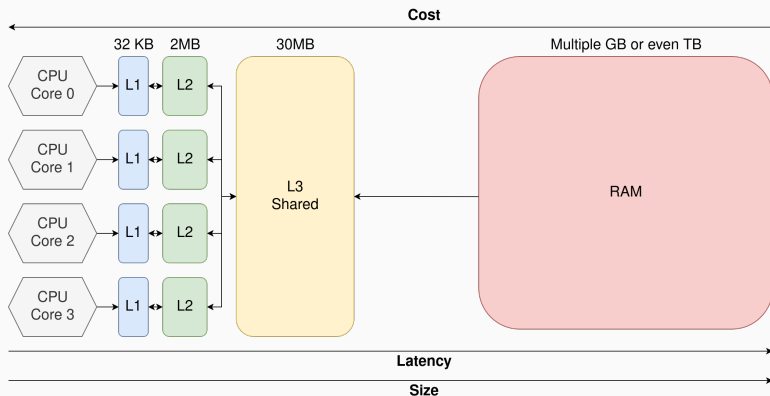 Cost
32 KB
2MB
30MB
Multiple GB or even TB
CPU
Core 0
L1
L2
CPU
Core 1
L1
L2
L3
Shared
RAM
CPU
Core 2
L1
L2
CPU
Core 3
L1
L2
Latency
Size